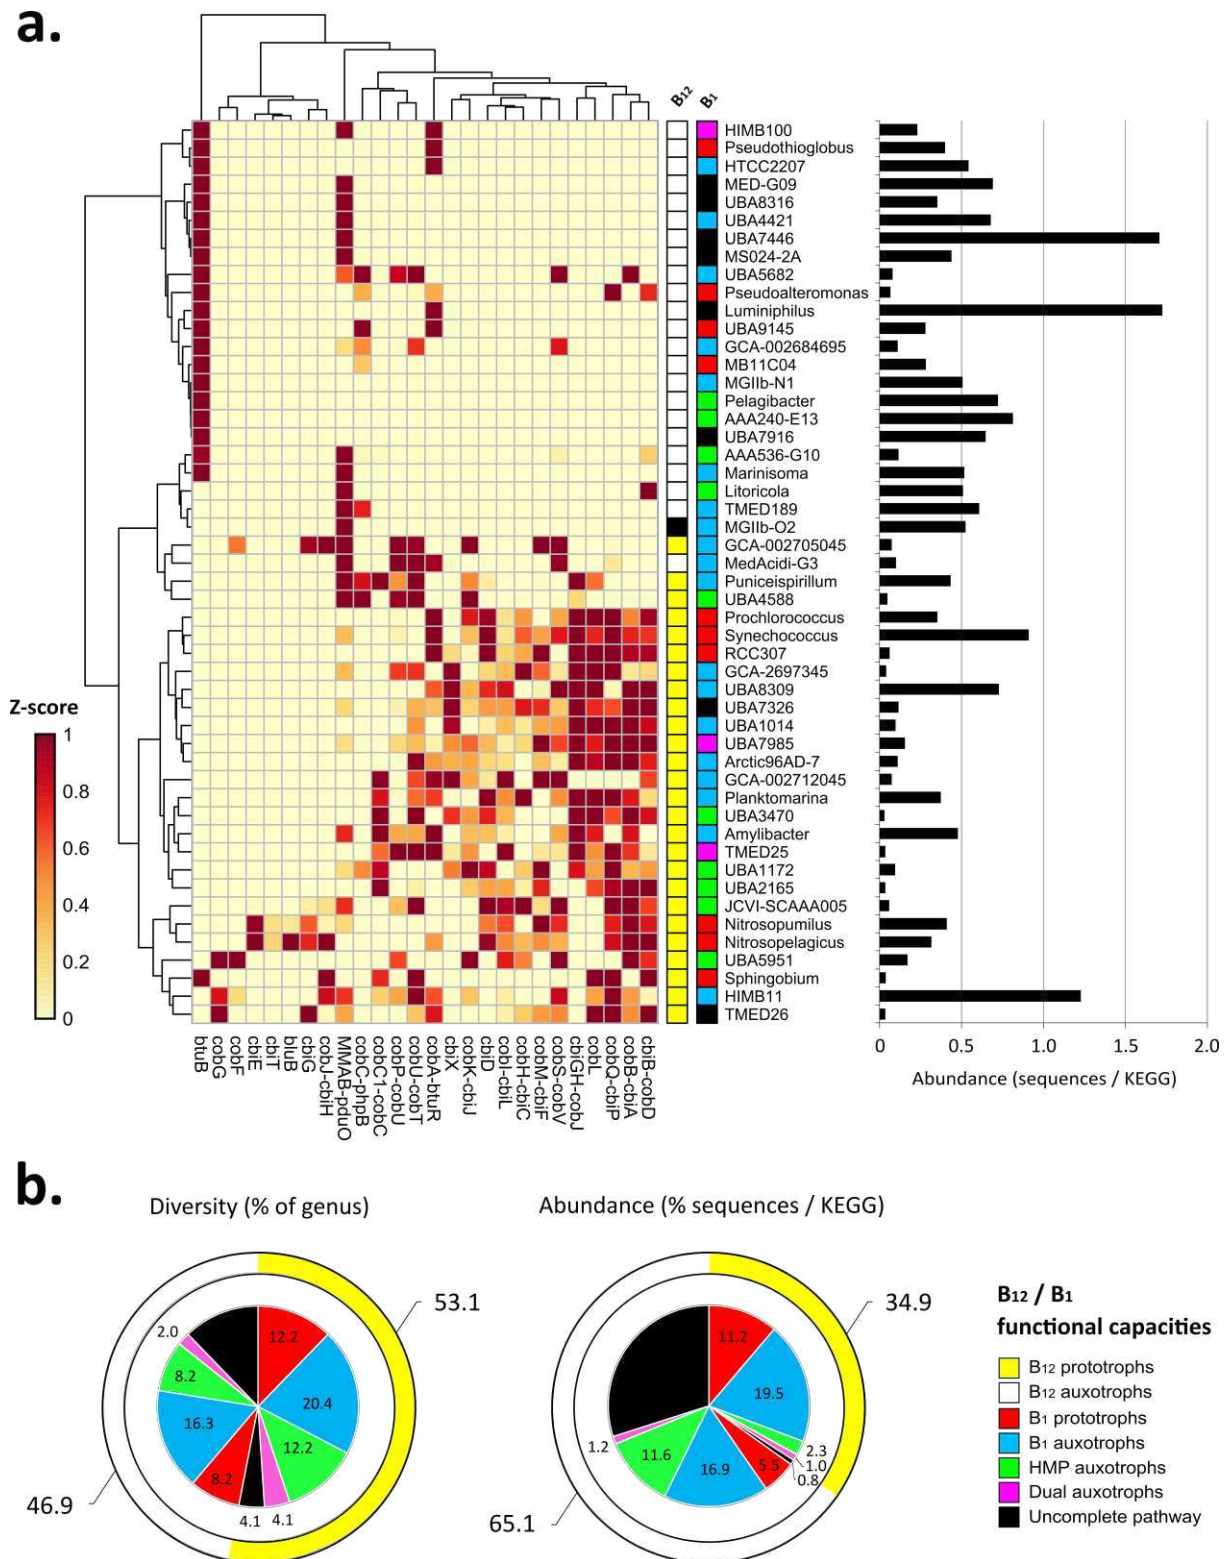 a.
B12
B1
HIMB100
Pseudothioglobus
HTCC2207
MED-G09
UBA8316
UBA4421
UBA7446
MS024-2A
UBA5682
Pseudoalteromonas
Luminiphilus
UBA9145
GCA-002684695
MB11C04
MGIIb-N1
Pelagibacter
AAA240-E13
UBA7916
AAA536-G10
Marinisoma
Litoricola
TMED189
MGIIb-O2
GCA-002705045
MedAcidi-G3
Puniceispirillum
UBA4588
Prochlorococcus
Synechococcus
RCC307
GCA-2697345
UBA8309
UBA7326
UBA1014
UBA7985
Arctic96AD-7
GCA-002712045
Planktomarina
UBA3470
Amylibacter
TMED25
UBA1172
UBA2165
JCVI-SCAAA005
Nitrosopumilus
Nitrosopelagicus
UBA5951
Sphingobium
HIMB11
TMED26
Z-score
1
0.8
0.6
0.4
0.2
0
btuB
cobG
cobF
cbiE
cbiT
bluB
cbiG
cobJ-cbiH
MMAB-pduO
cobC-phpB
cobC1-cobC
cobP-cobU
cobU-cobT
cobA-btuR
cbiX
cobK-cbiJ
cbiD
cobI-cbiL
cobH-cbiC
cobM-cbiF
cobS-cobV
cbiGH-cobJ
cobL
cobQ-cbiP
cobB-cbiA
cbiB-cobD
0 0.5 1.0 1.5 2.0
Abundance (sequences / KEGG)
b.
Diversity (% of genus)
53.1
46.9
12.2
20.4
12.2
4.1
4.1
8.2
16.3
8.2
2.0
Abundance (% sequences / KEGG)
34.9
65.1
11.2
19.5
2.3
1.0
0.8
5.5
16.9
11.6
1.2
B12 / B1
functional capacities
B12 prototrophs
B12 auxotrophs
B1 prototrophs
B1 auxotrophs
HMP auxotrophs
Dual auxotrophs
Uncomplete pathway